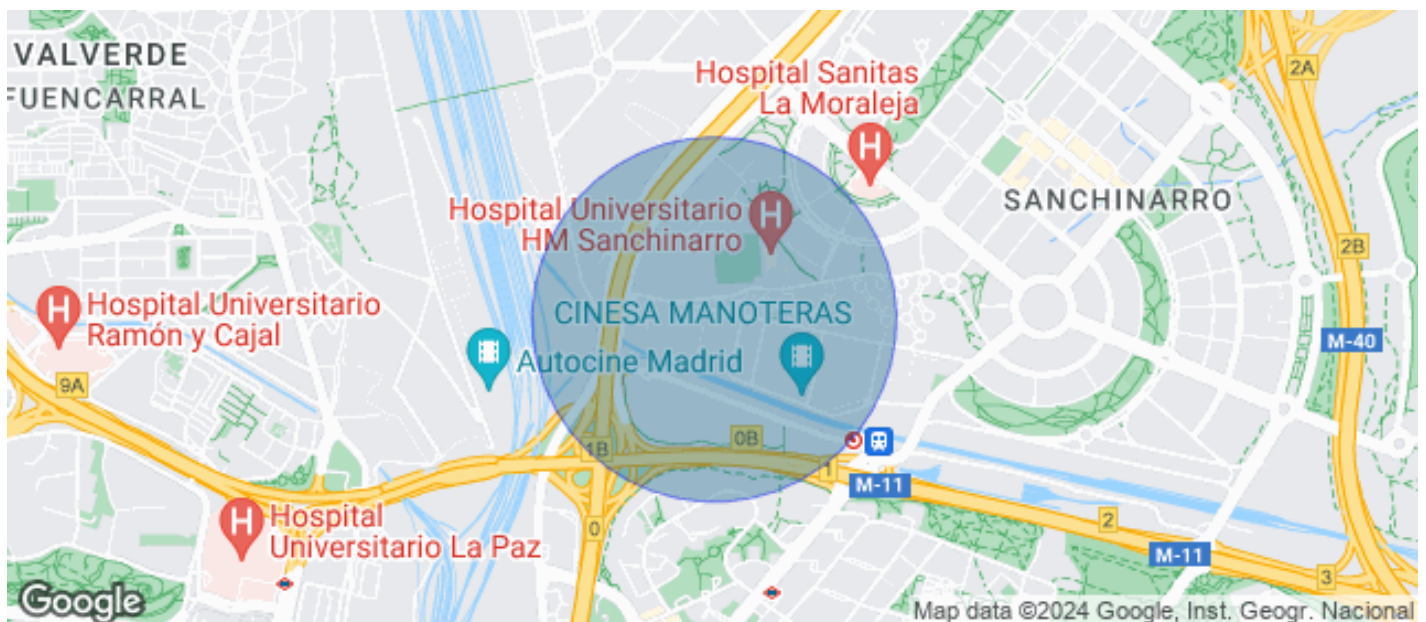 VALVERDE
FUENCARRAL
Hospital Sanitas
La Moraleja
2A
H
SANCHINARRO
Hospital Universitario
HM Sanchinarro
H
2B
H
Hospital Universitario
Ramón y Cajal
CINESA MANOTERAS
Autocine Madrid
M-40
9A
0B
1B
1
M-11
H
Hospital
Universitario La Paz
0
2
M-11
3
Google
Map data ©2024 Google, Inst. Geogr. Nacional